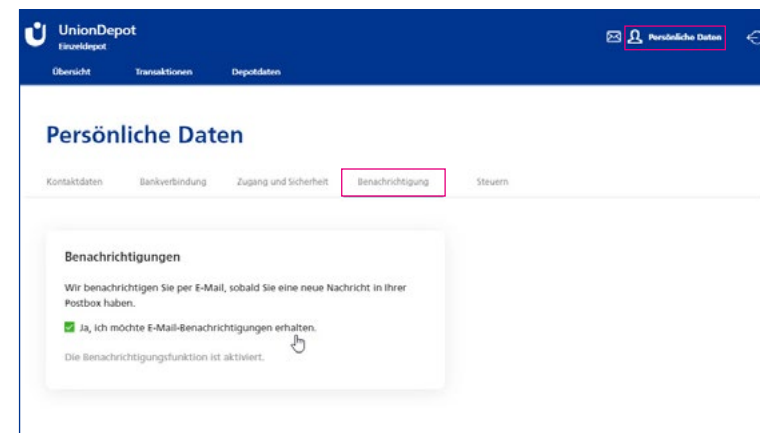 UnionDepot
Einzeldepot
Persönliche Daten
Übersicht Transaktionen Depotdaten
Persönliche Daten
Kontaktdaten Bankverbindung Zugang und Sicherheit Benachrichtigung Steuern
Benachrichtigungen
Wir benachrichtigen Sie per E-Mail, sobald Sie eine neue Nachricht in Ihrer
Postbox haben.
Ja, ich möchte E-Mail-Benachrichtigungen erhalten.
Die Benachrichtigungsfunktion ist aktiviert.